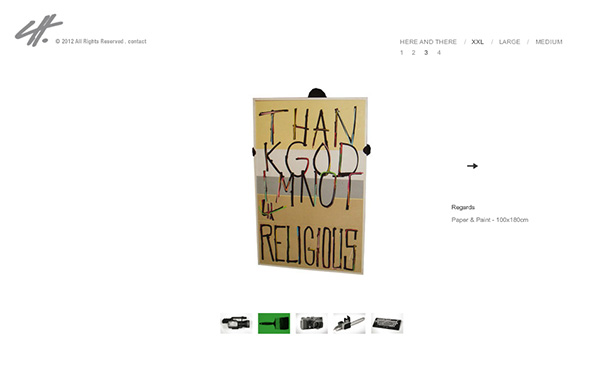 © 2012 All Rights Reserved . contact
HERE AND THERE / XXL / LARGE / MEDIUM
1 2 3 4
THAN
KGOD
IMNOT
RELIGIOUS
Regards
Paper & Paint - 100x180cm